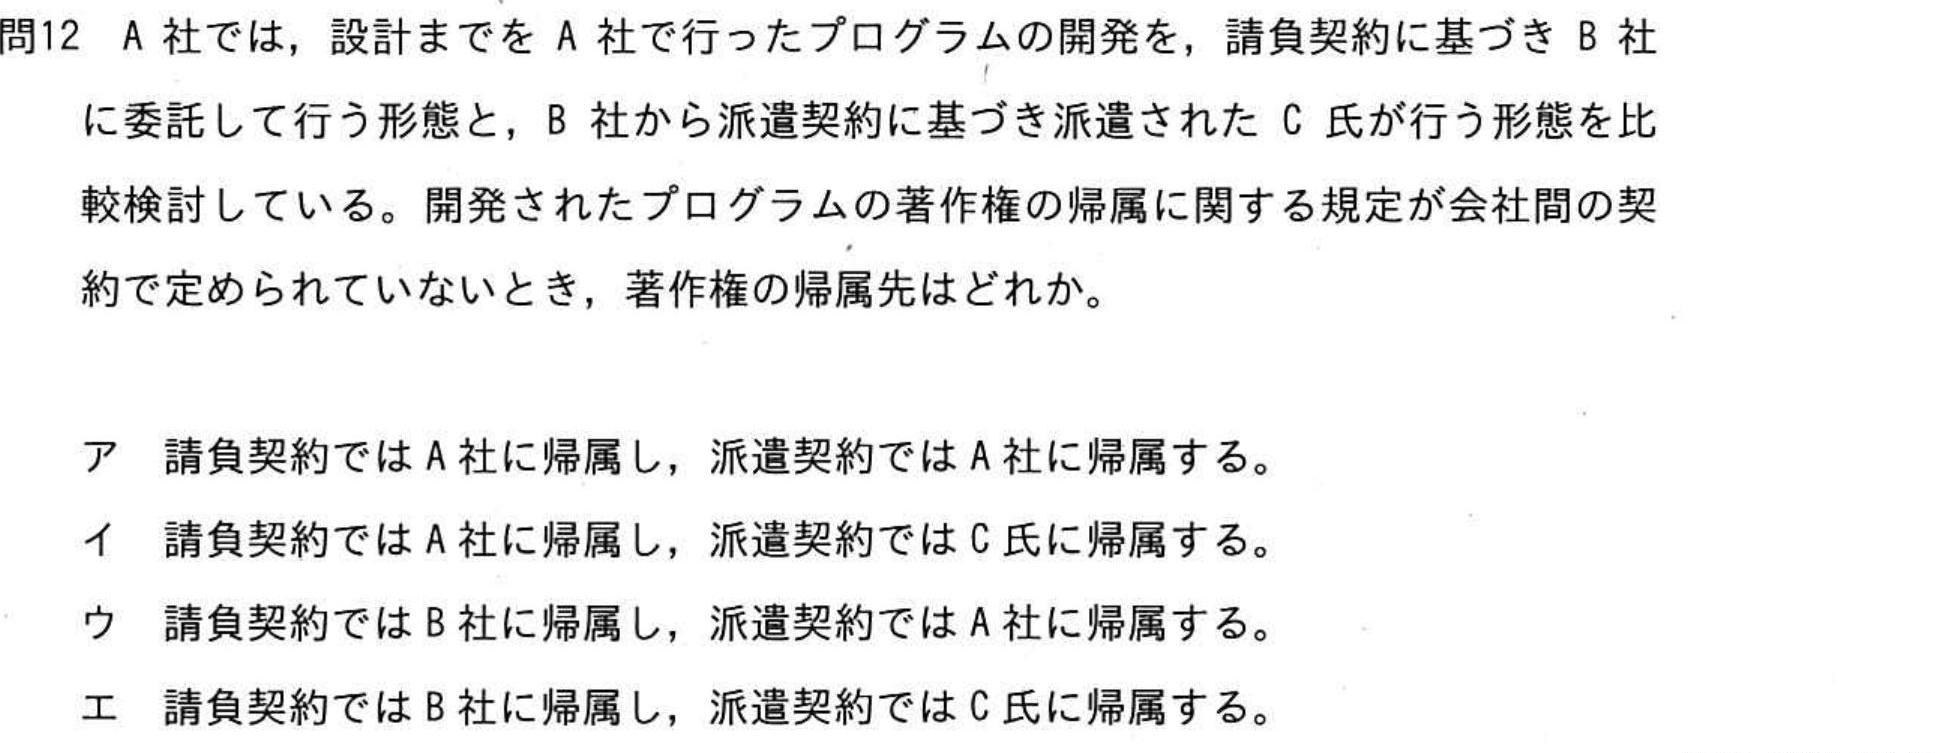 問12 A 社では，設計までを A 社で行ったプログラムの開発を，請負契約に基づき B 社
に委託して行う形態と，B 社から派遣契約に基づき派遣された C 氏が行う形態を比
較検討している。開発されたプログラムの著作権の帰属に関する規定が会社間の契
約で定められていないとき，著作権の帰属先はどれか。
ア 請負契約では A 社に帰属し，派遣契約では A 社に帰属する。
イ 請負契約では A 社に帰属し，派遣契約では C 氏に帰属する。
ウ 請負契約では B 社に帰属し，派遣契約では A 社に帰属する。
エ 請負契約では B 社に帰属し，派遣契約では C 氏に帰属する。